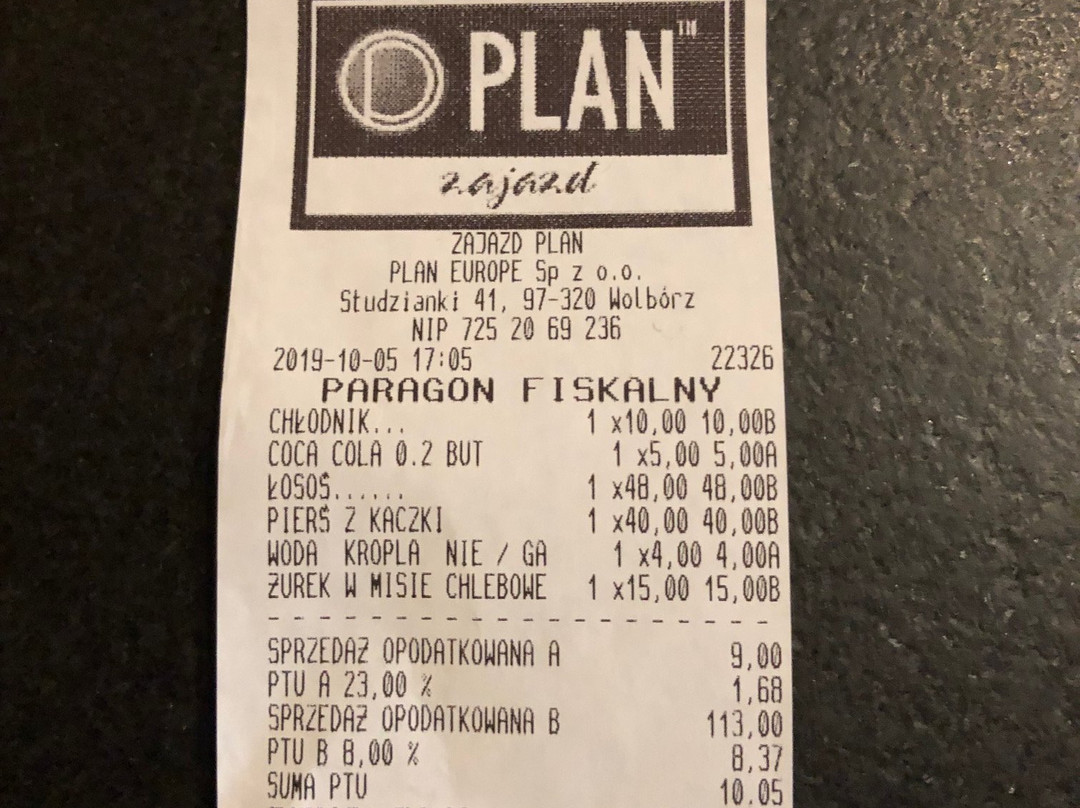 PLAN™
zajazd
ZAJAZD PLAN
PLAN EUROPE Sp z o.o.
Studzianki 41, 97-320 Wolbórz
NIP 725 20 69 236
2019-10-05 17:05 22326
PARAGON FISKALNY
CHŁODNIK... 1 x10,00 10,00B
COCA COLA 0.2 BUT 1 x5,00 5,00A
ŁOSOŚ...... 1 x48,00 48,00B
PIERŚ Z KACZKI 1 x40,00 40,00B
WODA KROPLA NIE / GA 1 x4,00 4,00A
ŻUREK W MISIE CHLEBOWE 1 x15,00 15,00B
SPRZEDAŻ OPODATKOWANA A 9,00
PTU A 23,00 % 1,68
SPRZEDAŻ OPODATKOWANA B 113,00
PTU B 8,00 % 8,37
SUMA PTU 10.05